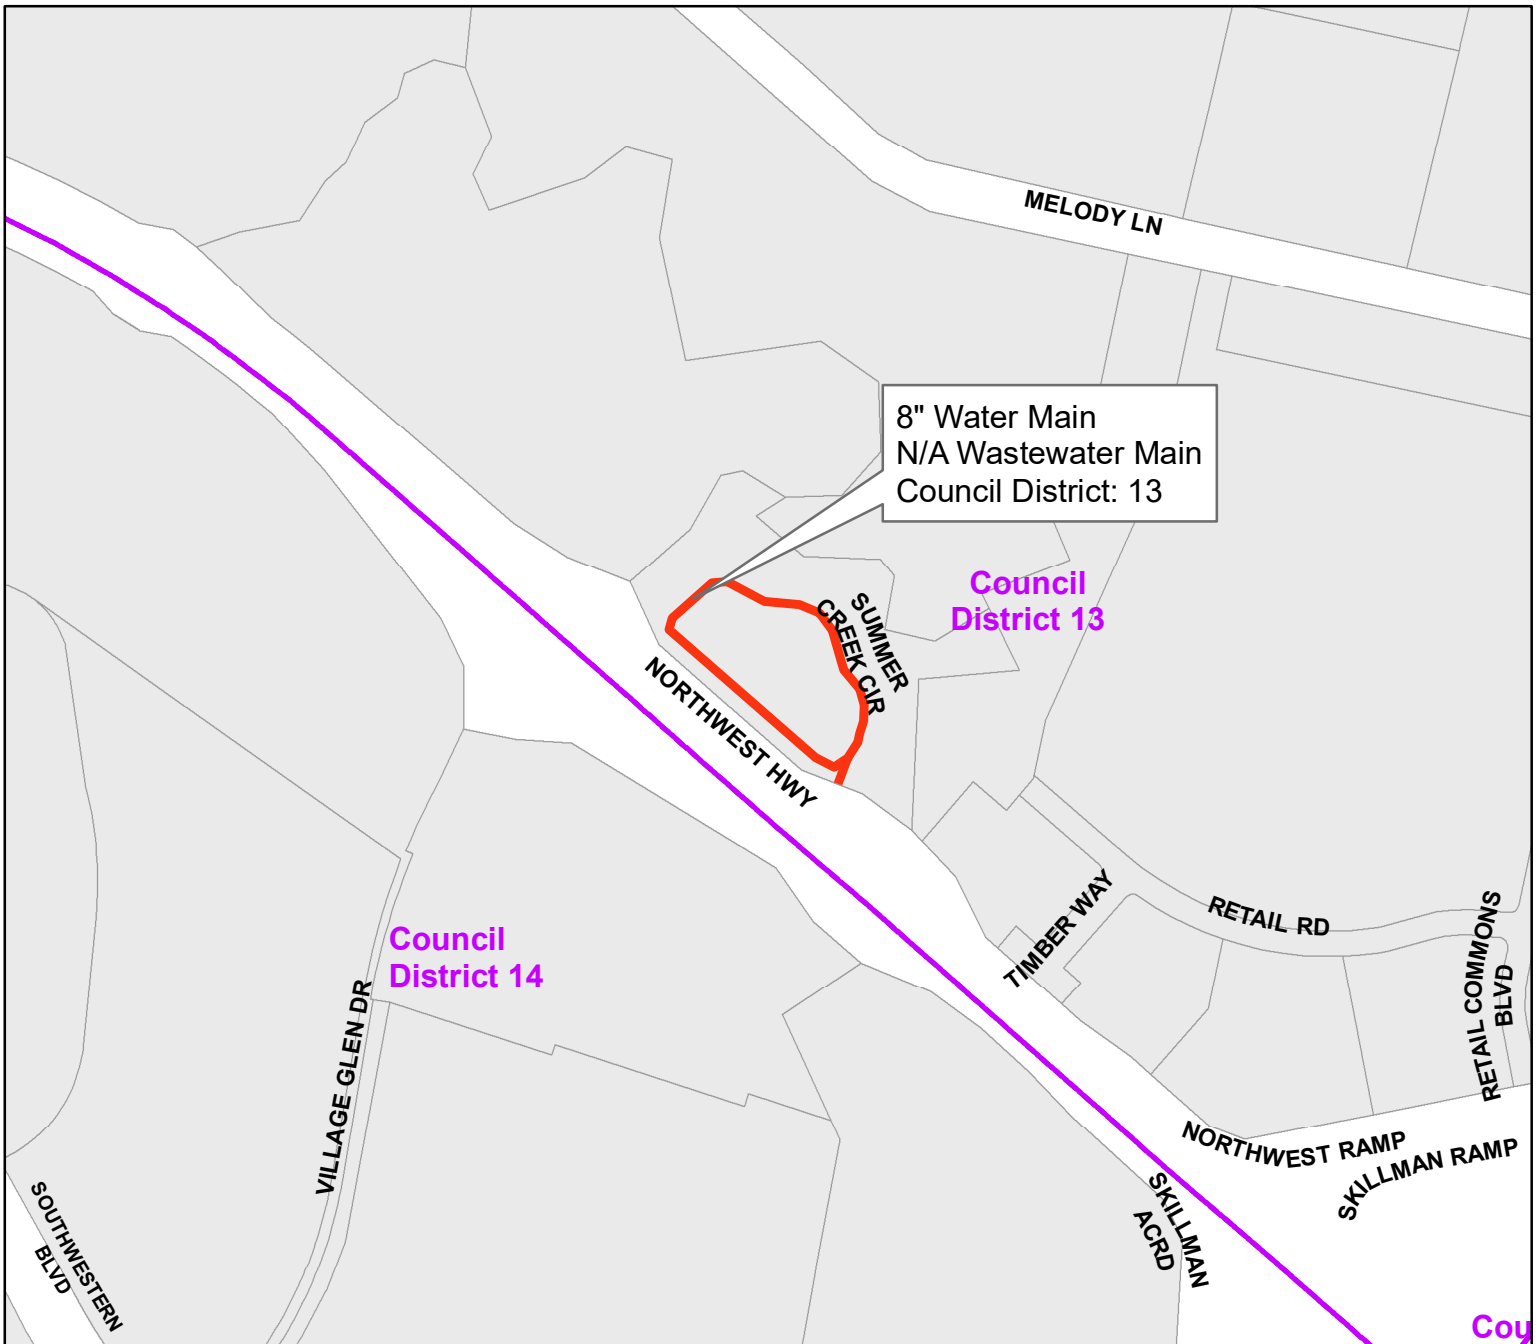 MELODY LN
8" Water Main
N/A Wastewater Main
Council District: 13
Council
District 13
SUMMER
CREEK CIR
NORTHWEST HWY
TIMBER WAY
RETAIL RD
RETAIL COMMONS
BLVD
Council
District 14
VILLAGE GLEN DR
NORTHWEST RAMP
SKILLMAN RAMP
SKILLMAN
ACRD
SOUTHWESTERN
BLVD
Cou